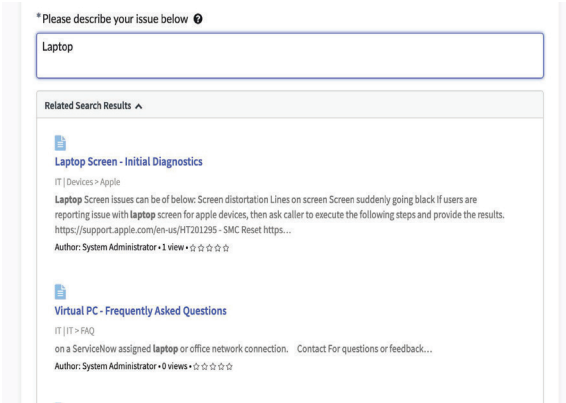 *Please describe your issue below ?
Laptop
Related Search Results
Laptop Screen - Initial Diagnostics
IT | Devices > Apple
Laptop Screen issues can be of below: Screen distortation Lines on screen Screen suddenly going black If users are
reporting issue with laptop screen for apple devices, then ask caller to execute the following steps and provide the results.
https://support.apple.com/en-us/HT201295 - SMC Reset https...
Author: System Administrator • 1 view • ☆☆☆☆☆
Virtual PC - Frequently Asked Questions
IT | IT > FAQ
on a ServiceNow assigned laptop or office network connection. Contact For questions or feedback...
Author: System Administrator • 0 views • ☆☆☆☆☆